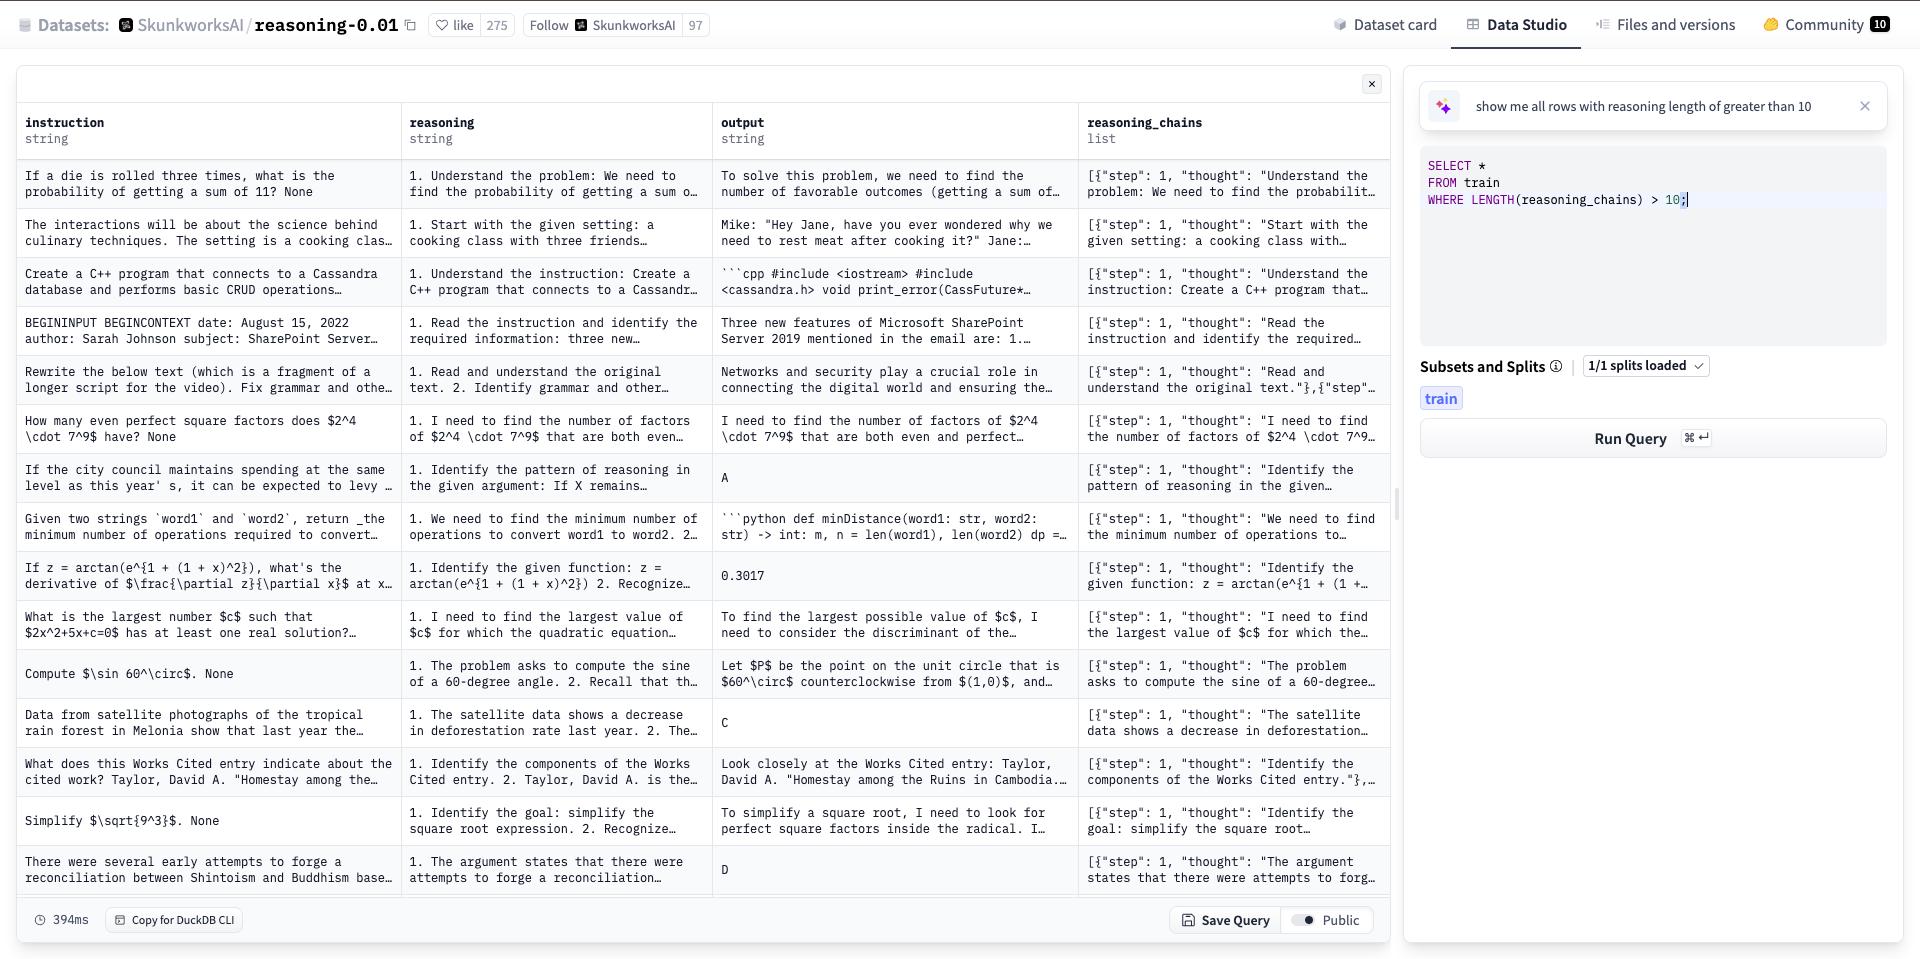 Datasets: SkunkworksAI/reasoning-0.01 like 275 Follow SkunkworksAI 97
Dataset card Data Studio Files and versions Community 10
×
instruction reasoning output reasoning_chains
string string string list
If a die is rolled three times, what is the
probability of getting a sum of 11? None
1. Understand the problem: We need to
find the probability of getting a sum o…
To solve this problem, we need to find the
number of favorable outcomes (getting a sum of…
[{"step": 1, "thought": "Understand the
problem: We need to find the probabilit…
The interactions will be about the science behind
culinary techniques. The setting is a cooking clas…
1. Start with the given setting: a
cooking class with three friends…
Mike: "Hey Jane, have you ever wondered why we
need to rest meat after cooking it?" Jane:…
[{"step": 1, "thought": "Start with the
given setting: a cooking class with…
Create a C++ program that connects to a Cassandra
database and performs basic CRUD operations…
1. Understand the instruction: Create a
C++ program that connects to a Cassandr…
```cpp #include <iostream> #include
<cassandra.h> void print_error(CassFuture*…
[{"step": 1, "thought": "Understand the
instruction: Create a C++ program that…
BEGININPUT BEGINCONTEXT date: August 15, 2022
author: Sarah Johnson subject: SharePoint Server…
1. Read the instruction and identify the
required information: three new…
Three new features of Microsoft SharePoint
Server 2019 mentioned in the email are: 1.…
[{"step": 1, "thought": "Read the
instruction and identify the required…
Rewrite the below text (which is a fragment of a
longer script for the video). Fix grammar and othe…
1. Read and understand the original
text. 2. Identify grammar and other…
Networks and security play a crucial role in
connecting the digital world and ensuring the…
[{"step": 1, "thought": "Read and
understand the original text."},{"step"…
How many even perfect square factors does $2^4
\cdot 7^9$ have? None
1. I need to find the number of factors
of $2^4 \cdot 7^9$ that are both even…
I need to find the number of factors of $2^4
\cdot 7^9$ that are both even and perfect…
[{"step": 1, "thought": "I need to find
the number of factors of $2^4 \cdot 7^9…
If the city council maintains spending at the same
level as this year' s, it can be expected to levy …
1. Identify the pattern of reasoning in
the given argument: If X remains…
A
[{"step": 1, "thought": "Identify the
pattern of reasoning in the given…
Given two strings `word1` and `word2`, return _the
minimum number of operations required to convert…
1. We need to find the minimum number of
operations to convert word1 to word2. 2…
```python def minDistance(word1: str, word2:
str) -> int: m, n = len(word1), len(word2) dp =…
[{"step": 1, "thought": "We need to find
the minimum number of operations to…
If z = arctan(e^{1 + (1 + x)^2}), what's the
derivative of $\frac{\partial z}{\partial x}$ at x…
1. Identify the given function: z =
arctan(e^{1 + (1 + x)^2}) 2. Recognize…
0.3017
[{"step": 1, "thought": "Identify the
given function: z = arctan(e^{1 + (1 +…
What is the largest number $c$ such that
$2x^2+5x+c=0$ has at least one real solution?…
1. I need to find the largest value of
$c$ for which the quadratic equation…
To find the largest possible value of $c$, I
need to consider the discriminant of the…
[{"step": 1, "thought": "I need to find
the largest value of $c$ for which the…
Compute $\sin 60^\circ$. None
1. The problem asks to compute the sine
of a 60-degree angle. 2. Recall that th…
Let $P$ be the point on the unit circle that is
$60^\circ$ counterclockwise from $(1,0)$, and…
[{"step": 1, "thought": "The problem
asks to compute the sine of a 60-degree…
Data from satellite photographs of the tropical
rain forest in Melonia show that last year the…
1. The satellite data shows a decrease
in deforestation rate last year. 2. The…
C
[{"step": 1, "thought": "The satellite
data shows a decrease in deforestation…
What does this Works Cited entry indicate about the
cited work? Taylor, David A. "Homestay among the…
1. Identify the components of the Works
Cited entry. 2. Taylor, David A. is the…
Look closely at the Works Cited entry: Taylor,
David A. "Homestay among the Ruins in Cambodia.…
[{"step": 1, "thought": "Identify the
components of the Works Cited entry."},…
Simplify $\sqrt{9^3}$. None
1. Identify the goal: simplify the
square root expression. 2. Recognize…
To simplify a square root, I need to look for
perfect square factors inside the radical. I…
[{"step": 1, "thought": "Identify the
goal: simplify the square root…
There were several early attempts to forge a
reconciliation between Shintoism and Buddhism base…
1. The argument states that there were
attempts to forge a reconciliation…
D
[{"step": 1, "thought": "The argument
states that there were attempts to forg…
394ms Copy for DuckDB CLI Save Query Public
show me all rows with reasoning length of greater than 10 ×
SELECT *
FROM train
WHERE LENGTH(reasoning_chains) > 10;
Subsets and Splits | 1/1 splits loaded ✓
train
Run Query ⌘ ↵